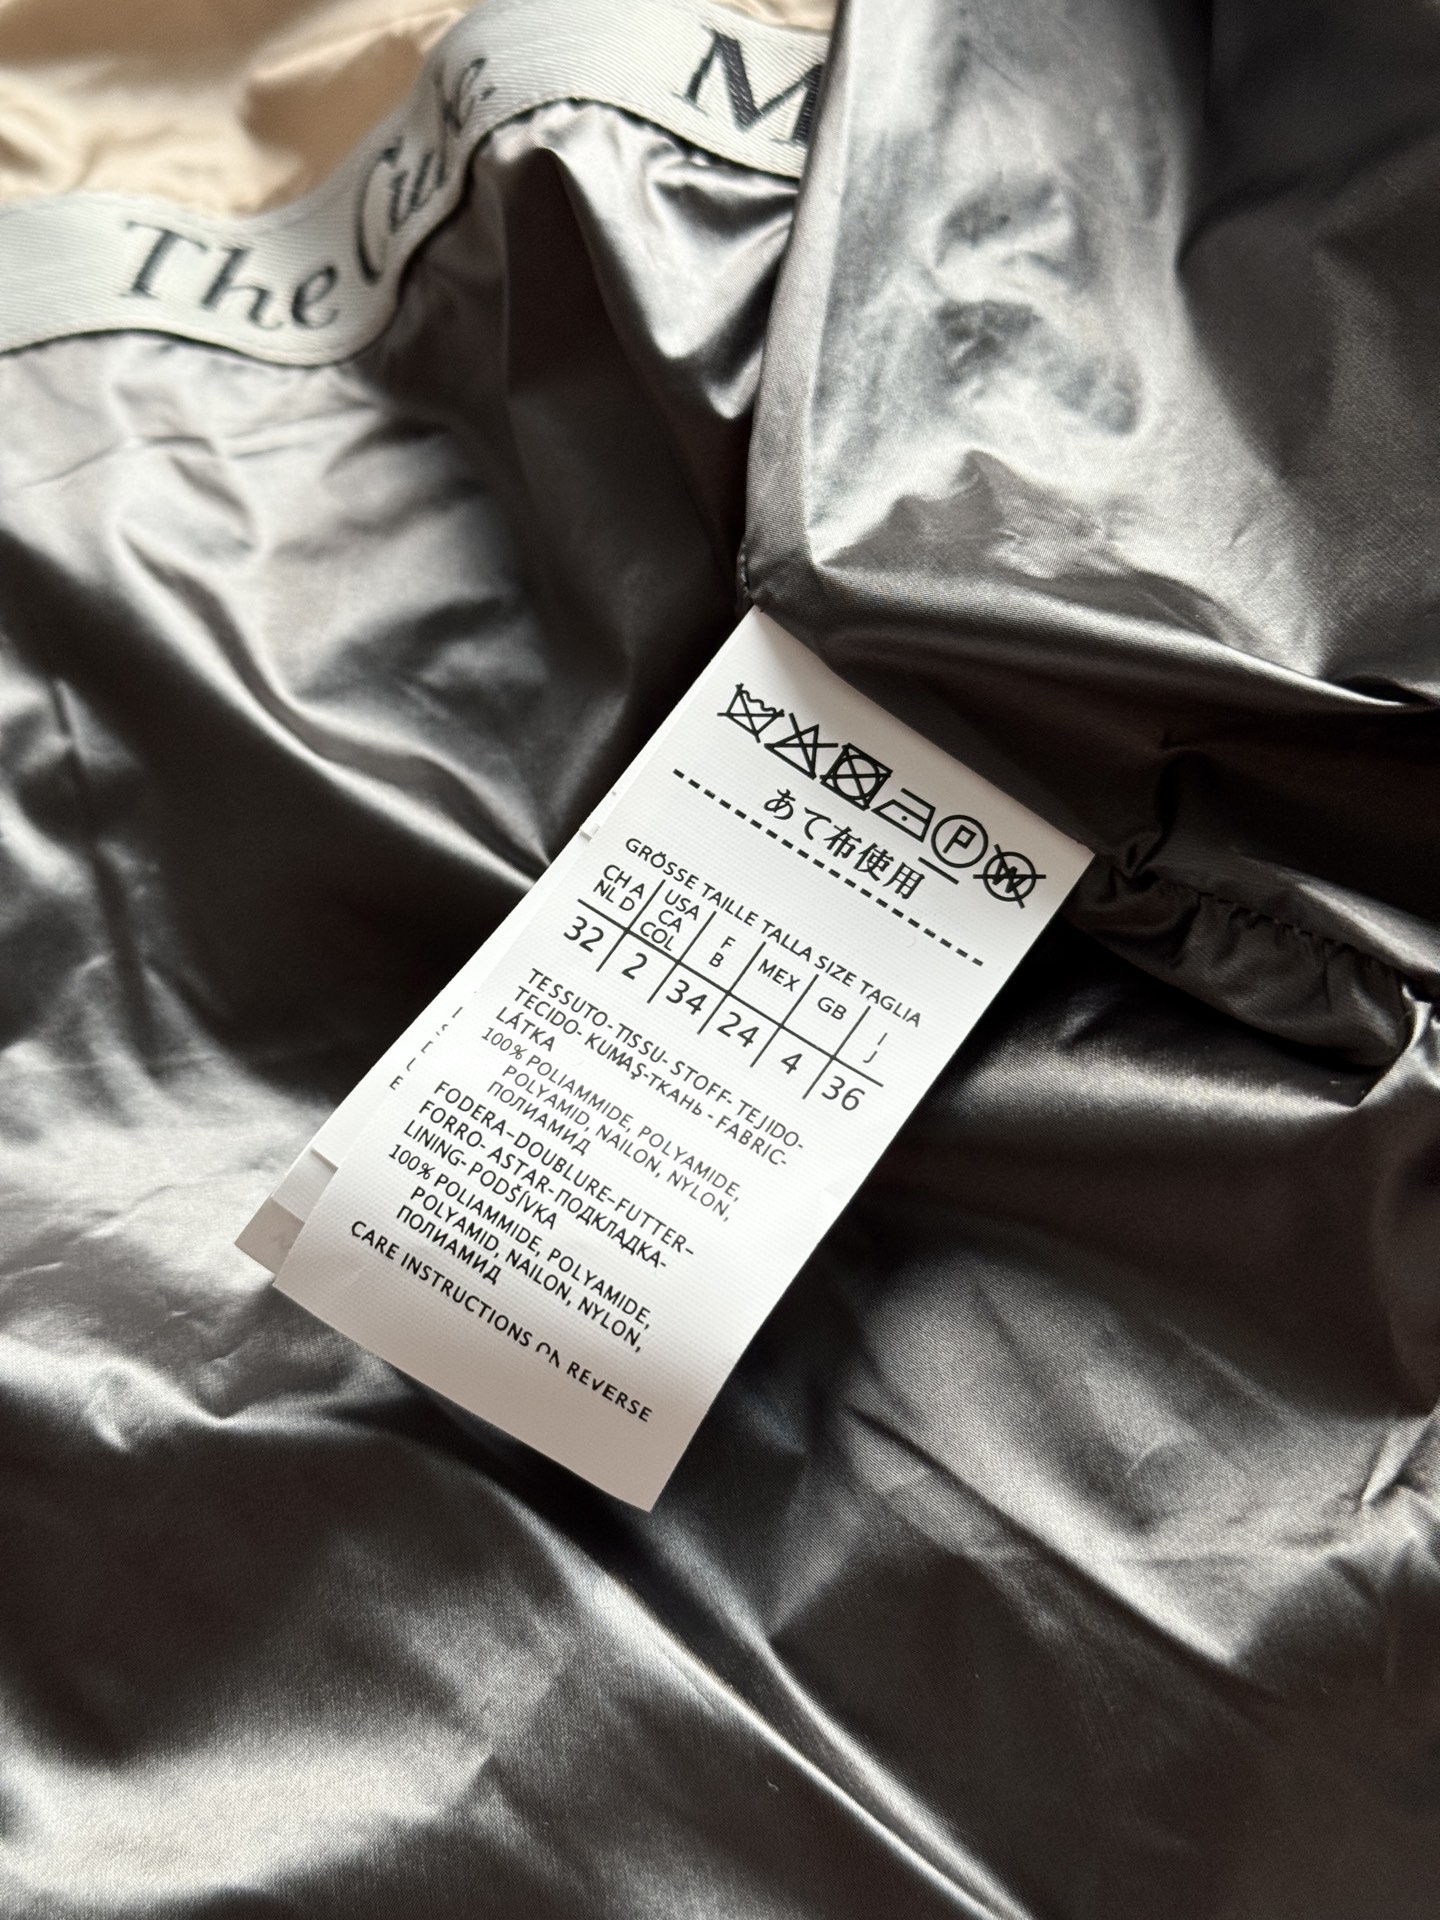 The Cube.
M
P W
あて布使用
GRÖSSE TAILLE TALLA SIZE TAGLIA
CH A NL D USA CA COL F B MEX GB I J
32 2 34 24 4 36
TESSUTO-TISSU- STOFF-TEJIDO-
TECIDO- KUMAŞ-ТКАНЬ - FABRIC-
LÁTKA
100% POLIAMMIDE, POLYAMIDE,
POLYAMID, NAILON, NYLON,
ПОЛИАМИД
FODERA-DOUBLURE-FUTTER-
FORRO- ASTAR-ПОДКЛАДКА-
LINING- PODŠÍVKA
100% POLIAMMIDE, POLYAMIDE,
POLYAMID, NAILON, NYLON,
ПОЛИАМИД
CARE INSTRUCTIONS ON REVERSE